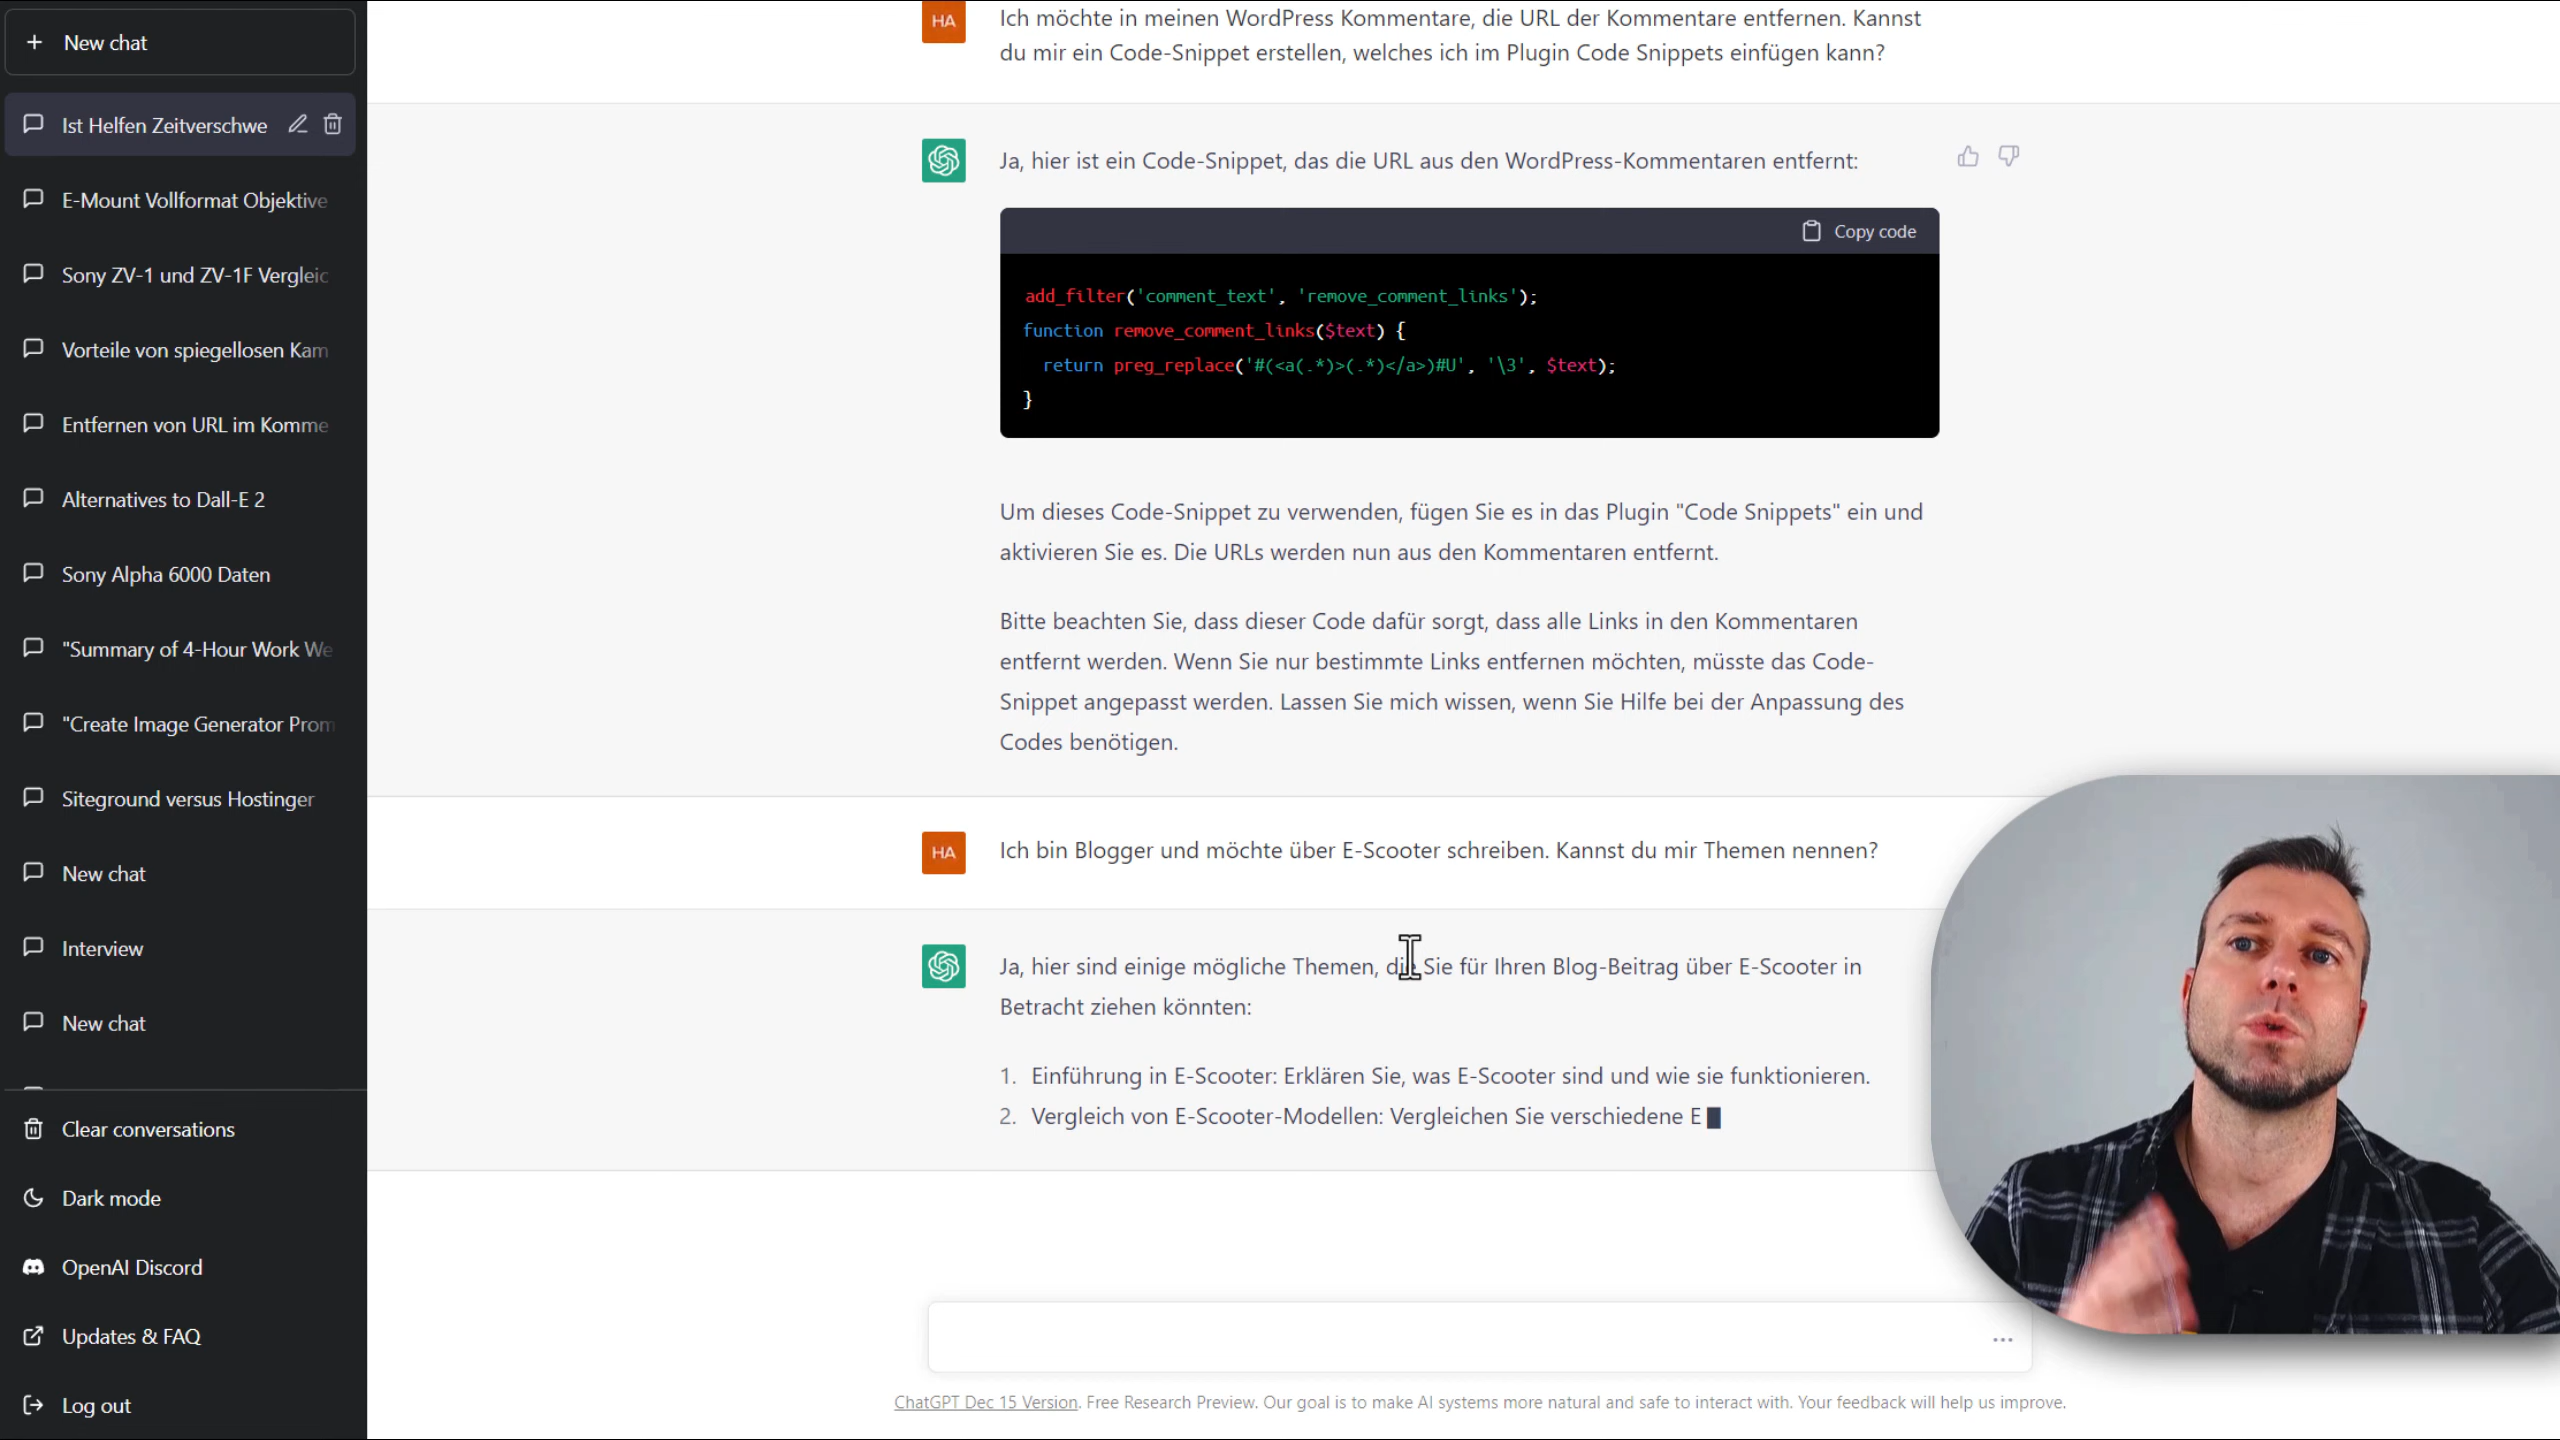 New chat
Ist Helfen Zeitverschwe
E-Mount Vollformat Objektive
Sony ZV-1 und ZV-1F Vergleic
Vorteile von spiegellosen Kam
Entfernen von URL im Komme
Alternatives to Dall-E 2
Sony Alpha 6000 Daten
"Summary of 4-Hour Work We
"Create Image Generator Prom
Siteground versus Hostinger
New chat
Interview
New chat
Clear conversations
Dark mode
OpenAI Discord
Updates & FAQ
Log out
HA
Ich möchte in meinen WordPress Kommentare, die URL der Kommentare entfernen. Kannst
du mir ein Code-Snippet erstellen, welches ich im Plugin Code Snippets einfügen kann?
Ja, hier ist ein Code-Snippet, das die URL aus den WordPress-Kommentaren entfernt:
Copy code
add_filter('comment_text', 'remove_comment_links');
function remove_comment_links($text) {
return preg_replace('#(<a(.*)>(.*)</a>)#U', '\3', $text);
}
Um dieses Code-Snippet zu verwenden, fügen Sie es in das Plugin "Code Snippets" ein und
aktivieren Sie es. Die URLs werden nun aus den Kommentaren entfernt.
Bitte beachten Sie, dass dieser Code dafür sorgt, dass alle Links in den Kommentaren
entfernt werden. Wenn Sie nur bestimmte Links entfernen möchten, müsste das Code-
Snippet angepasst werden. Lassen Sie mich wissen, wenn Sie Hilfe bei der Anpassung des
Codes benötigen.
HA
Ich bin Blogger und möchte über E-Scooter schreiben. Kannst du mir Themen nennen?
Ja, hier sind einige mögliche Themen, die Sie für Ihren Blog-Beitrag über E-Scooter in
Betracht ziehen könnten:
1. Einführung in E-Scooter: Erklären Sie, was E-Scooter sind und wie sie funktionieren.
2. Vergleich von E-Scooter-Modellen: Vergleichen Sie verschiedene E
ChatGPT Dec 15 Version. Free Research Preview. Our goal is to make AI systems more natural and safe to interact with. Your feedback will help us improve.